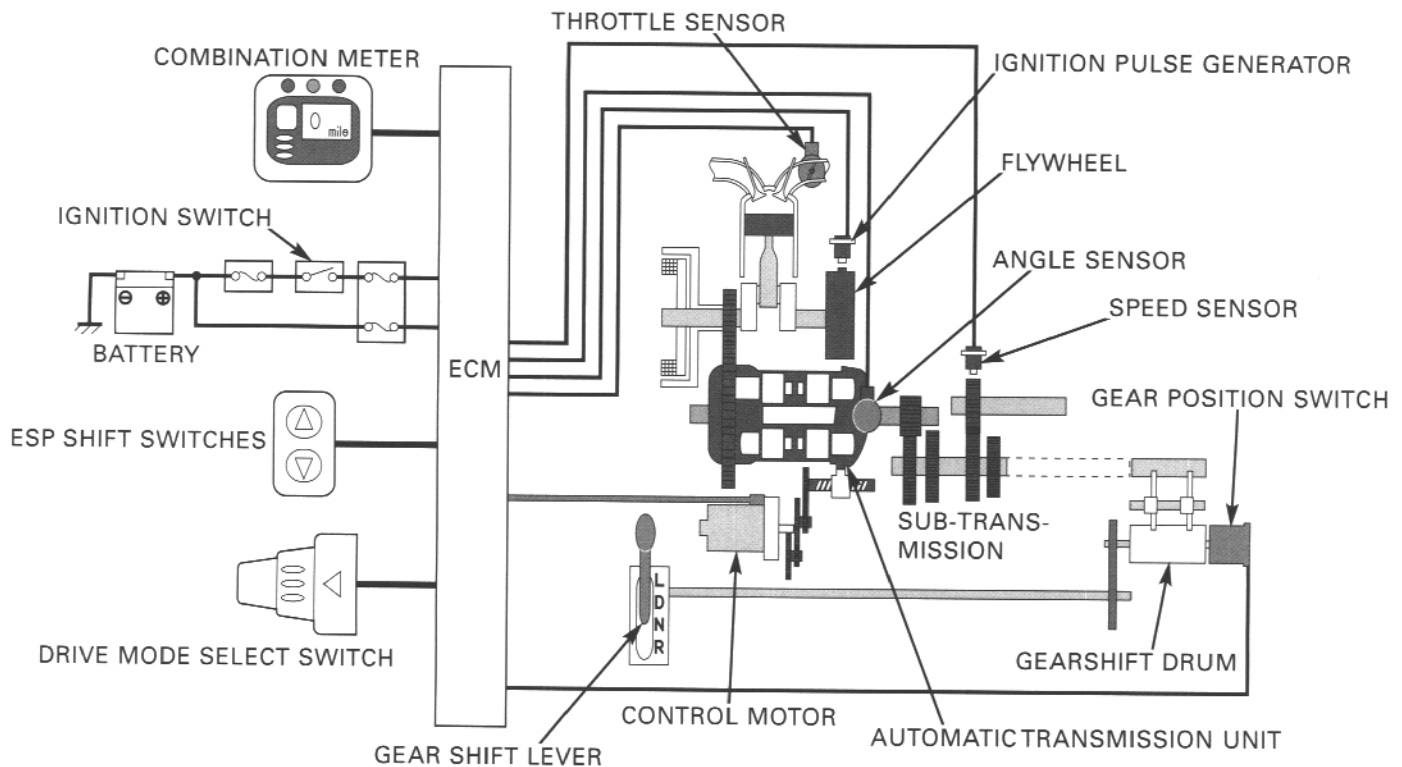 THROTTLE SENSOR
COMBINATION METER
IGNITION PULSE GENERATOR
0
mile
FLYWHEEL
IGNITION SWITCH
ANGLE SENSOR
SPEED SENSOR
BATTERY
ECM
GEAR POSITION SWITCH
ESP SHIFT SWITCHES
SUB-TRANS-
MISSION
L
D
N
R
DRIVE MODE SELECT SWITCH
GEARSHIFT DRUM
CONTROL MOTOR
AUTOMATIC TRANSMISSION UNIT
GEAR SHIFT LEVER